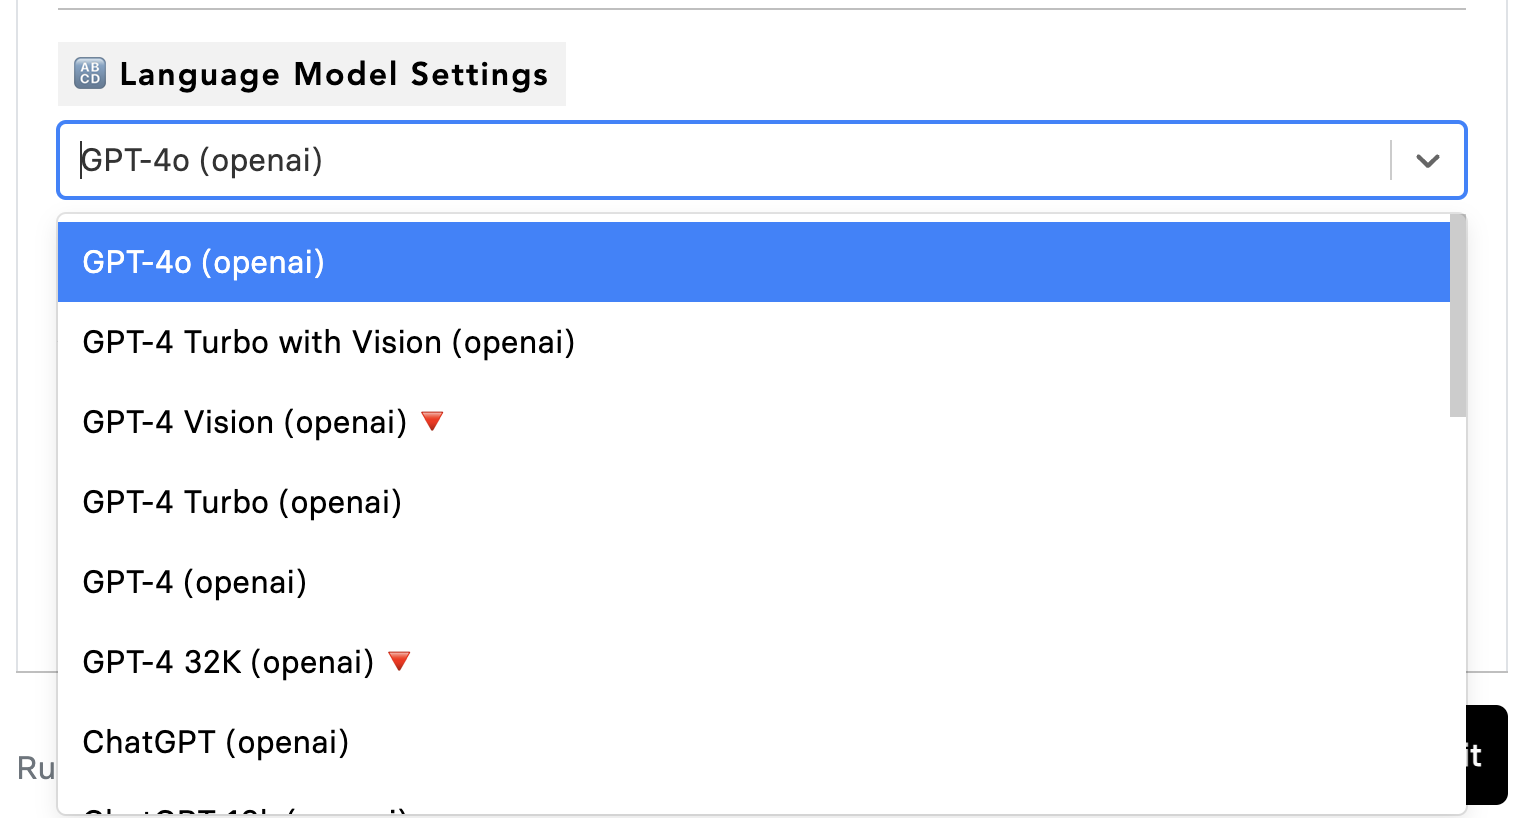 Language Model Settings
GPT-4o (openai)
GPT-4o (openai)
GPT-4 Turbo with Vision (openai)
GPT-4 Vision (openai) 🔻
GPT-4 Turbo (openai)
GPT-4 (openai)
GPT-4 32K (openai) 🔻
ChatGPT (openai)
Ru
it